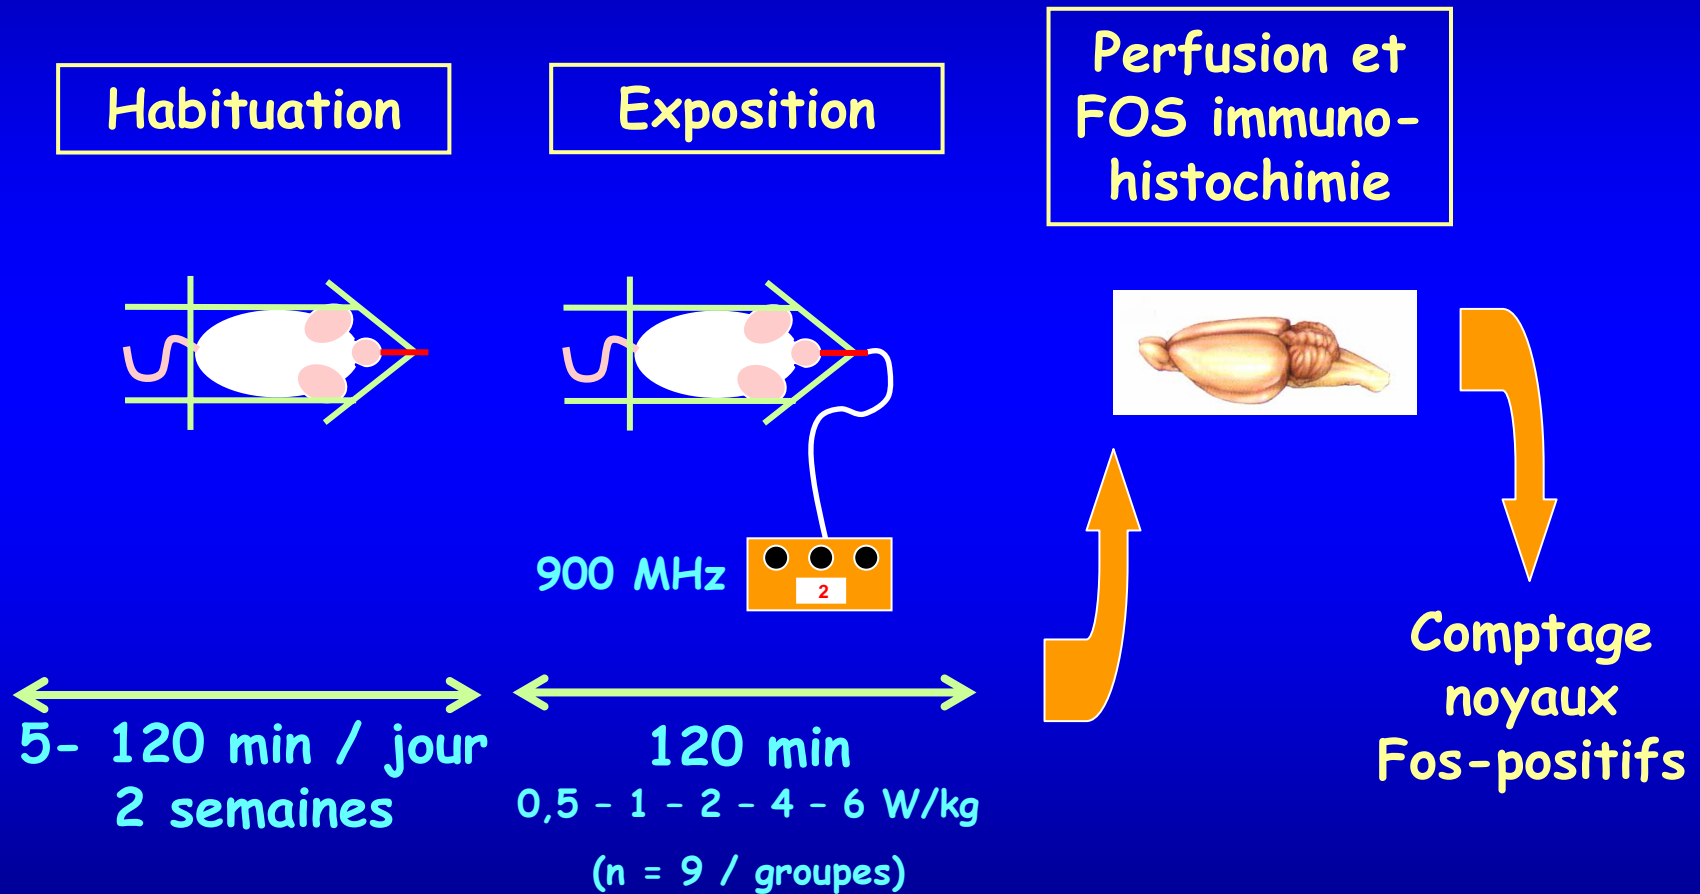 Habituation
Exposition
Perfusion et
FOS immuno-
histochimie
900 MHz
2
5- 120 min / jour
2 semaines
120 min
0,5 – 1 – 2 – 4 – 6 W/kg
(n = 9 / groupes)
Comptage
noyaux
Fos-positifs